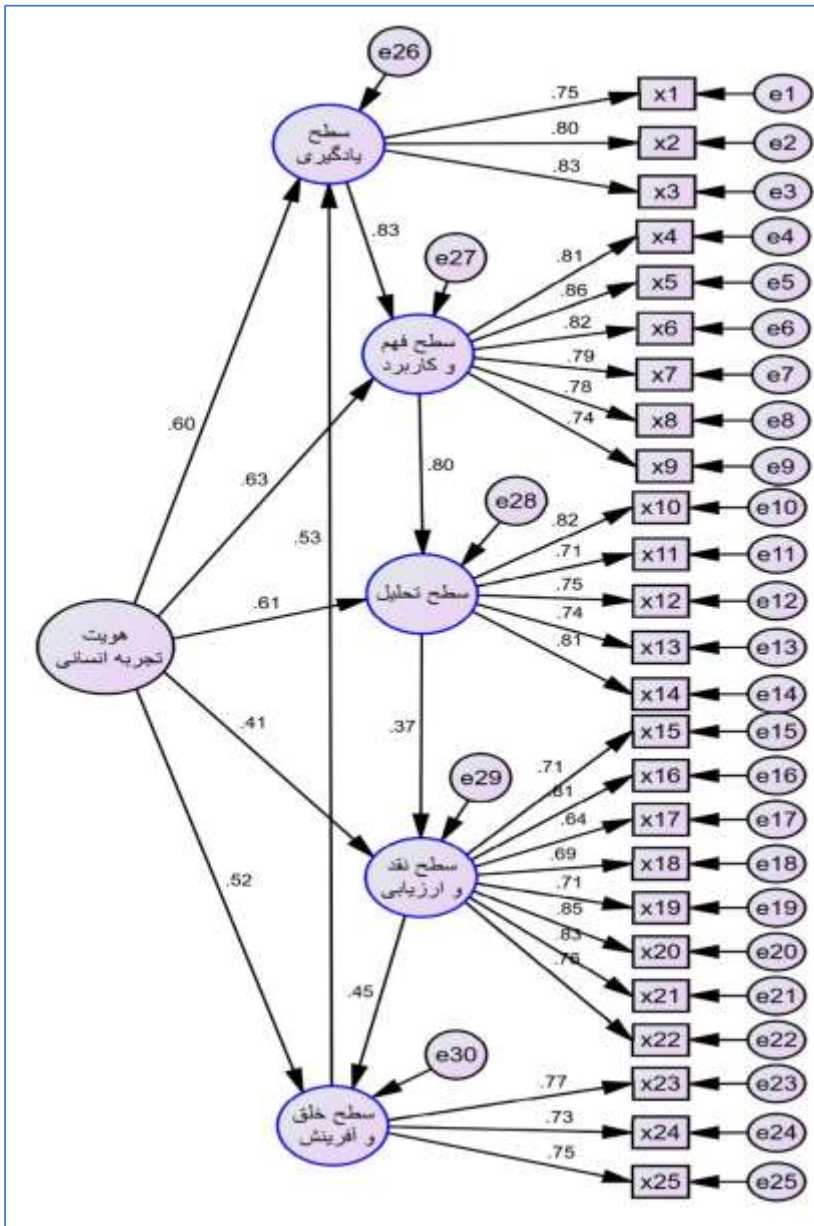 e26
سطح
یادگیری
.75
x1
e1
.80
x2
e2
.83
x3
e3
.83
e27
سطح فهم
و کاربرد
.81
x4
e4
.86
x5
e5
.82
x6
e6
.79
x7
e7
.78
x8
e8
.74
x9
e9
.60
.63
.80
.53
e28
سطح تحلیل
.82
x10
e10
.71
x11
e11
.75
x12
e12
.74
x13
e13
.81
x14
e14
.61
هویت
تجربه انسانی
.41
.37
e29
سطح نقد
و ارزیابی
.71
x15
e15
.81
x16
e16
.64
x17
e17
.69
x18
e18
.71
x19
e19
.85
x20
e20
.83
x21
e21
.76
x22
e22
.52
.45
e30
سطح خلق
و آفرینش
.77
x23
e23
.73
x24
e24
.75
x25
e25